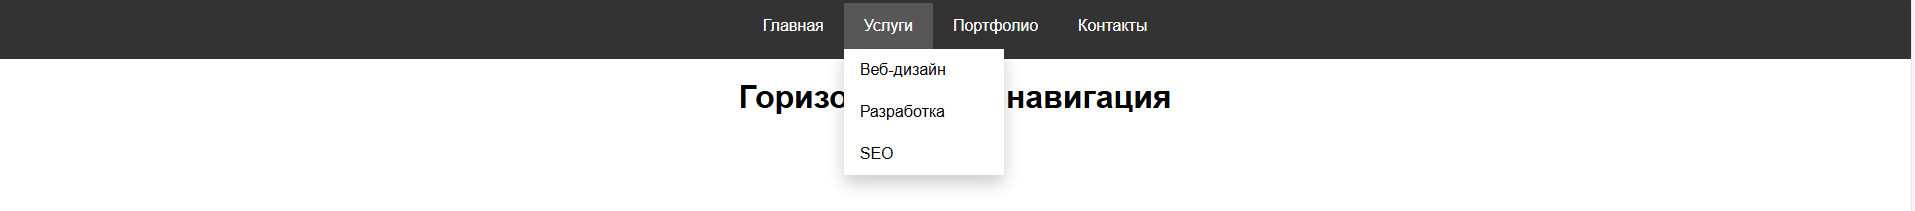 Главная Услуги Портфолио Контакты
Веб-дизайн
Горизо навигация
Разработка
SEO